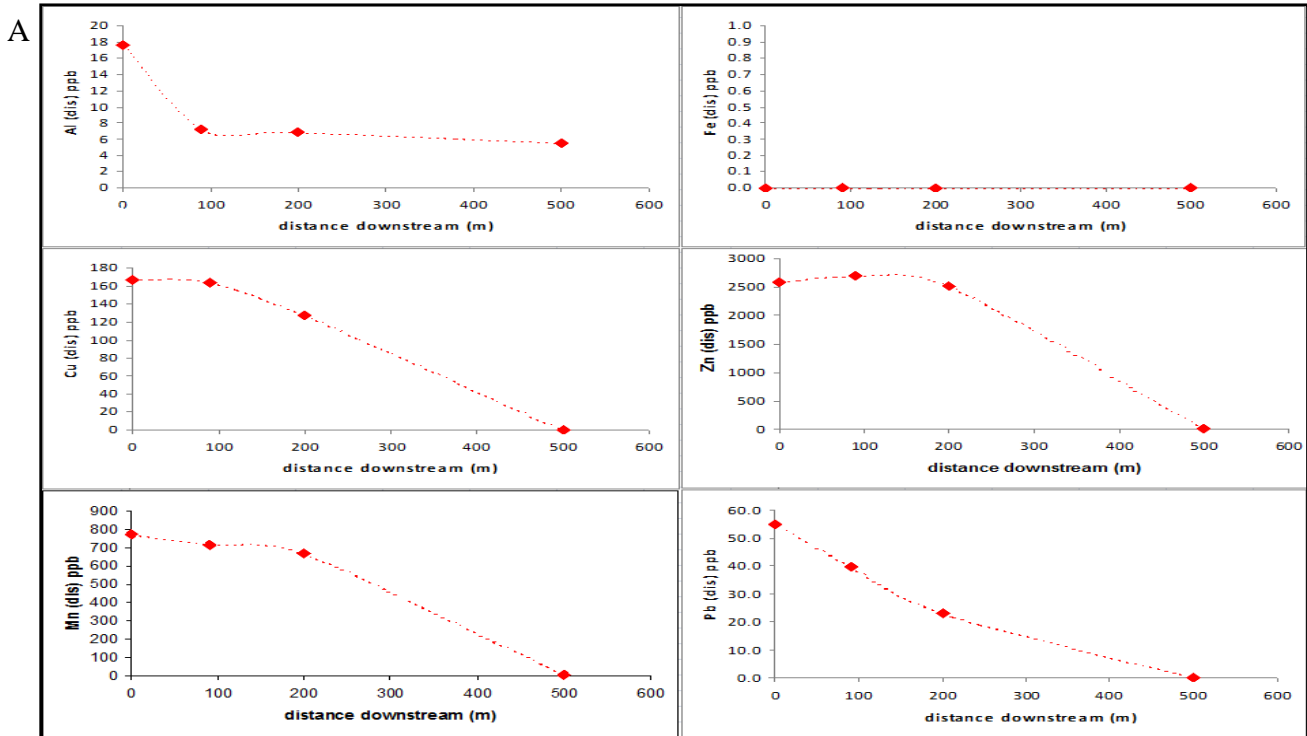 A
Al (dis) ppb
20
18
16
14
12
10
8
6
4
2
0
0 100 200 300 400 500 600
distance downstream (m)
Fe (dis) ppb
1.0
0.9
0.8
0.7
0.6
0.5
0.4
0.3
0.2
0.1
0.0
0 100 200 300 400 500 600
distance downstream (m)
Cu (dis) ppb
180
160
140
120
100
80
60
40
20
0
0 100 200 300 400 500 600
distance downstream (m)
Zn (dis) ppb
3000
2500
2000
1500
1000
500
0
0 100 200 300 400 500 600
distance downstream (m)
Mn (dis) ppb
900
800
700
600
500
400
300
200
100
0
0 100 200 300 400 500 600
distance downstream (m)
Pb (dis) ppb
60.0
50.0
40.0
30.0
20.0
10.0
0.0
0 100 200 300 400 500 600
distance downstream (m)